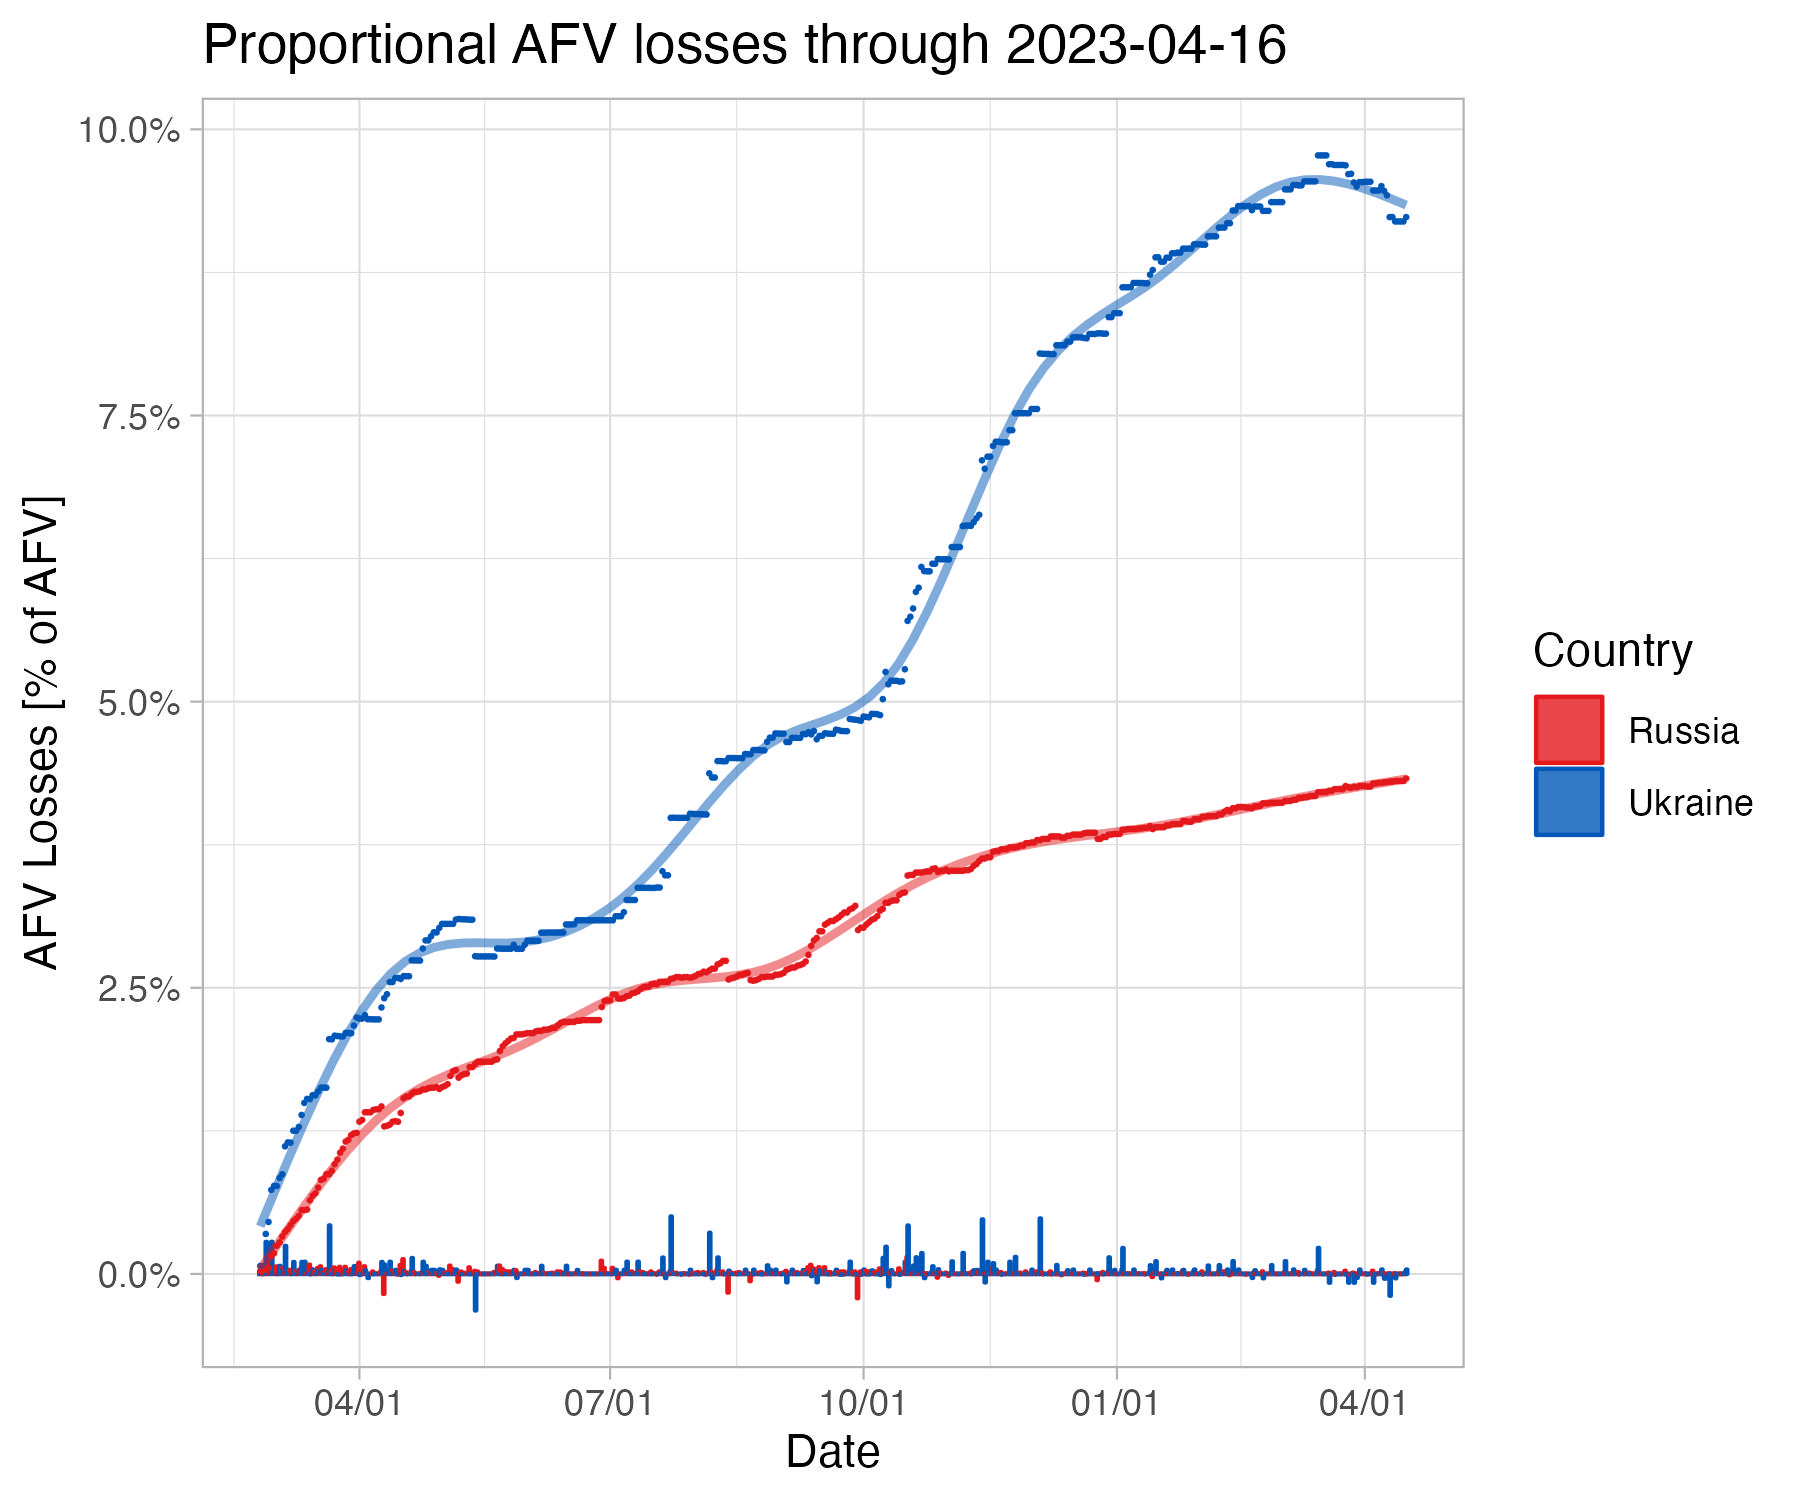 Proportional AFV losses through 2023-04-16
AFV Losses [% of AFV]
10.0%
7.5%
5.0%
2.5%
0.0%
04/01
07/01
10/01
01/01
04/01
Date
Country
Russia
Ukraine